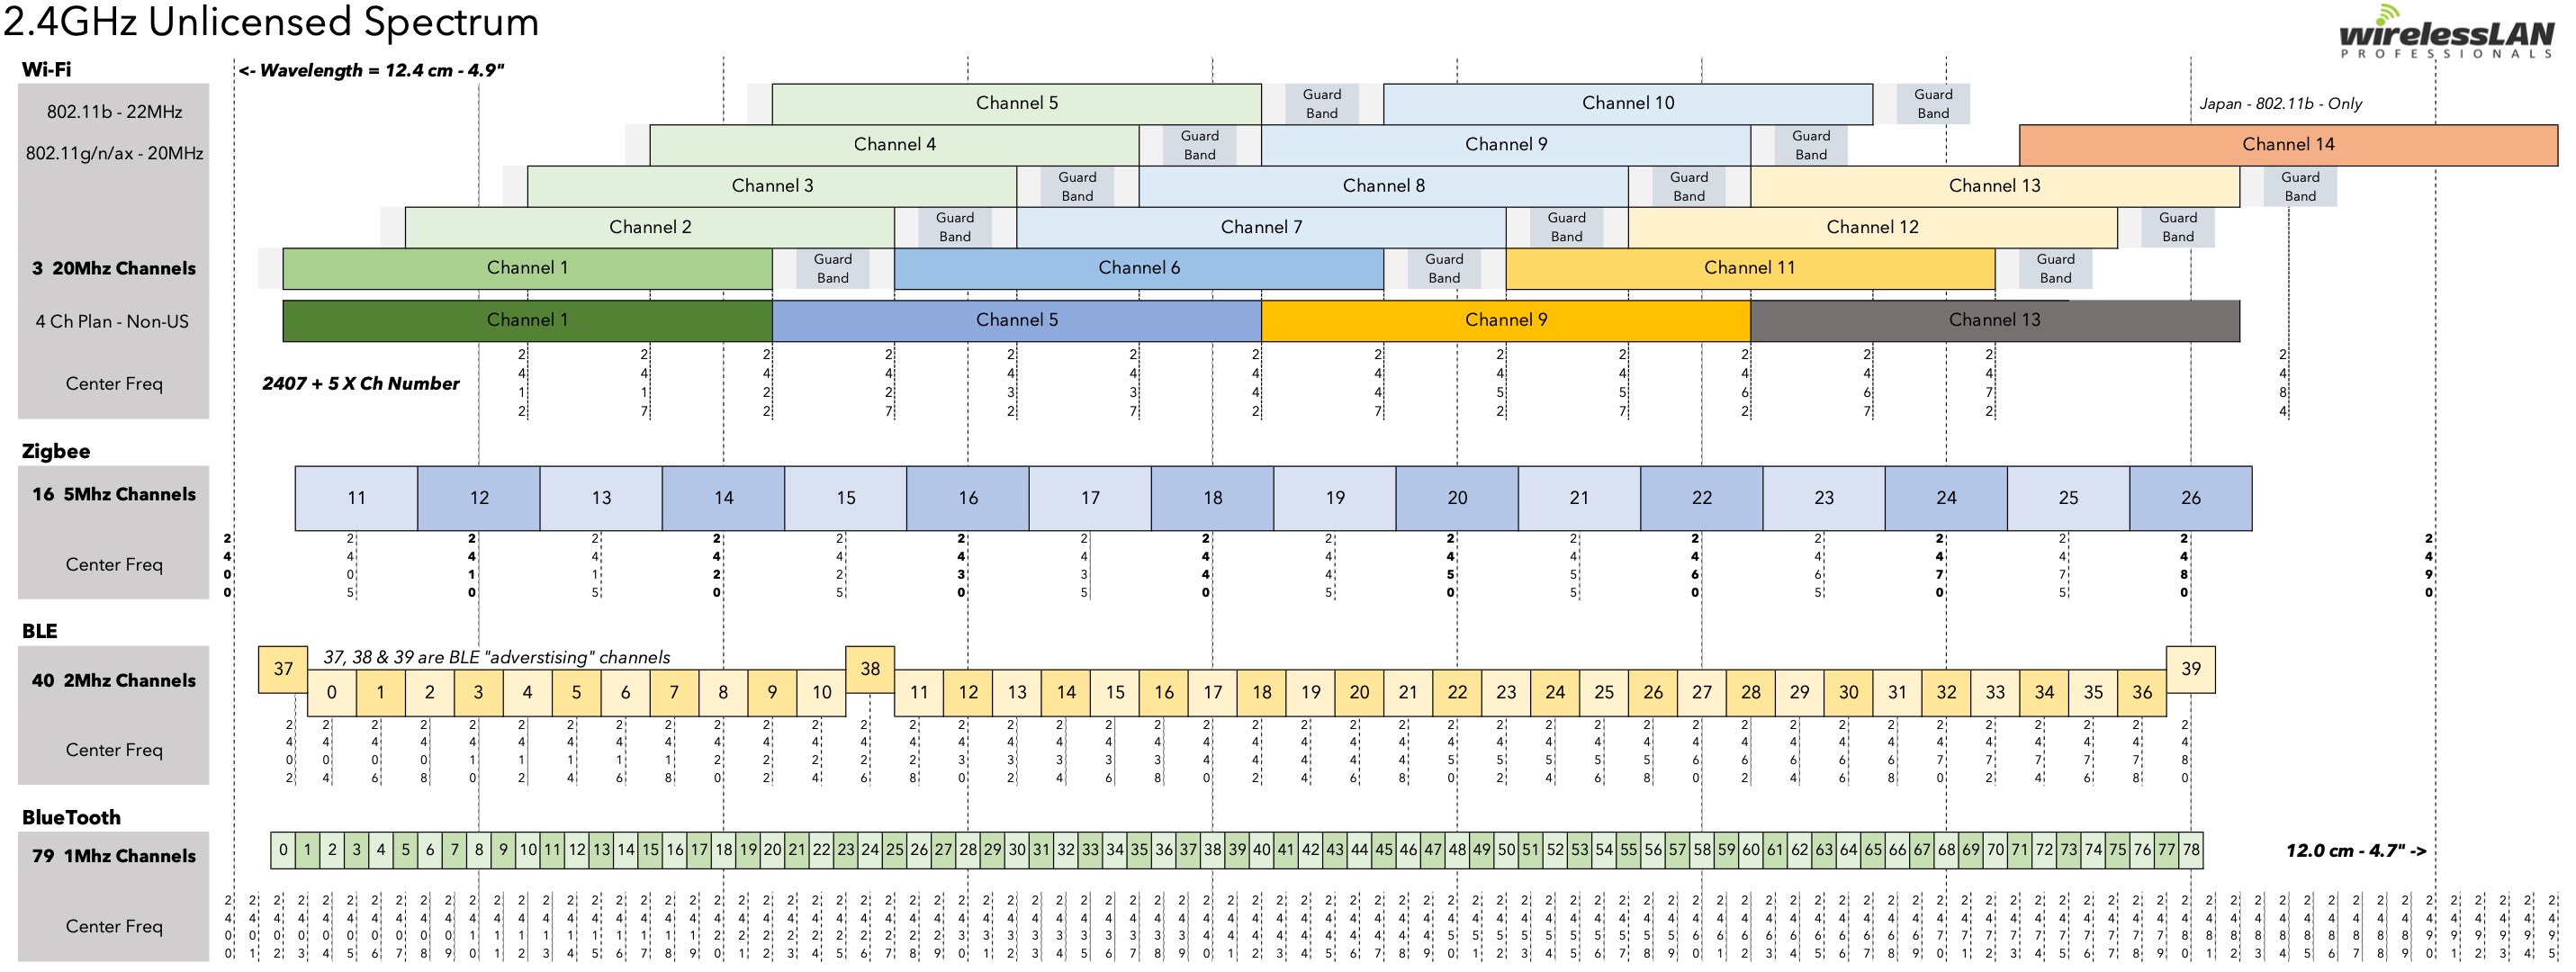 2.4GHz Unlicensed Spectrum
wirelessLAN
PROFESSIONALS
Wi-Fi
<- Wavelength = 12.4 cm - 4.9"
802.11b - 22MHz
Channel 5
Guard
Band
Channel 10
Guard
Band
Japan - 802.11b - Only
802.11g/n/ax - 20MHz
Channel 4
Guard
Band
Channel 9
Guard
Band
Channel 14
Channel 3
Guard
Band
Channel 8
Guard
Band
Channel 13
Guard
Band
Channel 2
Guard
Band
Channel 7
Guard
Band
Channel 12
Guard
Band
3 20Mhz Channels
Channel 1
Guard
Band
Channel 6
Guard
Band
Channel 11
Guard
Band
4 Ch Plan - Non-US
Channel 1
Channel 5
Channel 9
Channel 13
Center Freq
2407 + 5 X Ch Number
2412 2417 2422 2427 2432 2437 2442 2447 2452 2457 2462 2467 2472 2484
Zigbee
16 5Mhz Channels
11 12 13 14 15 16 17 18 19 20 21 22 23 24 25 26
Center Freq
2400 2405 2410 2415 2420 2425 2430 2435 2440 2445 2450 2455 2460 2465 2470 2475 2480 2490
BLE
37, 38 & 39 are BLE "adverstising" channels
40 2Mhz Channels
37 0 1 2 3 4 5 6 7 8 9 10 38 11 12 13 14 15 16 17 18 19 20 21 22 23 24 25 26 27 28 29 30 31 32 33 34 35 36 39
Center Freq
2402 2404 2406 2408 2410 2412 2414 2416 2418 2420 2422 2424 2426 2428 2430 2432 2434 2436 2438 2440 2442 2444 2446 2448 2450 2452 2454 2456 2458 2460 2462 2464 2466 2468 2470 2472 2474 2476 2478 2480
BlueTooth
79 1Mhz Channels
0 1 2 3 4 5 6 7 8 9 10 11 12 13 14 15 16 17 18 19 20 21 22 23 24 25 26 27 28 29 30 31 32 33 34 35 36 37 38 39 40 41 42 43 44 45 46 47 48 49 50 51 52 53 54 55 56 57 58 59 60 61 62 63 64 65 66 67 68 69 70 71 72 73 74 75 76 77 78
12.0 cm - 4.7" ->
Center Freq
2400 2401 2402 2403 2404 2405 2406 2407 2408 2409 2410 2411 2412 2413 2414 2415 2416 2417 2418 2419 2420 2421 2422 2423 2424 2425 2426 2427 2428 2429 2430 2431 2432 2433 2434 2435 2436 2437 2438 2439 2440 2441 2442 2443 2444 2445 2446 2447 2448 2449 2450 2451 2452 2453 2454 2455 2456 2457 2458 2459 2460 2461 2462 2463 2464 2465 2466 2467 2468 2469 2470 2471 2472 2473 2474 2475 2476 2477 2478 2479 2480 2481 2482 2483 2484 2485 2486 2487 2488 2489 2490 2491 2492 2493 2494 2495